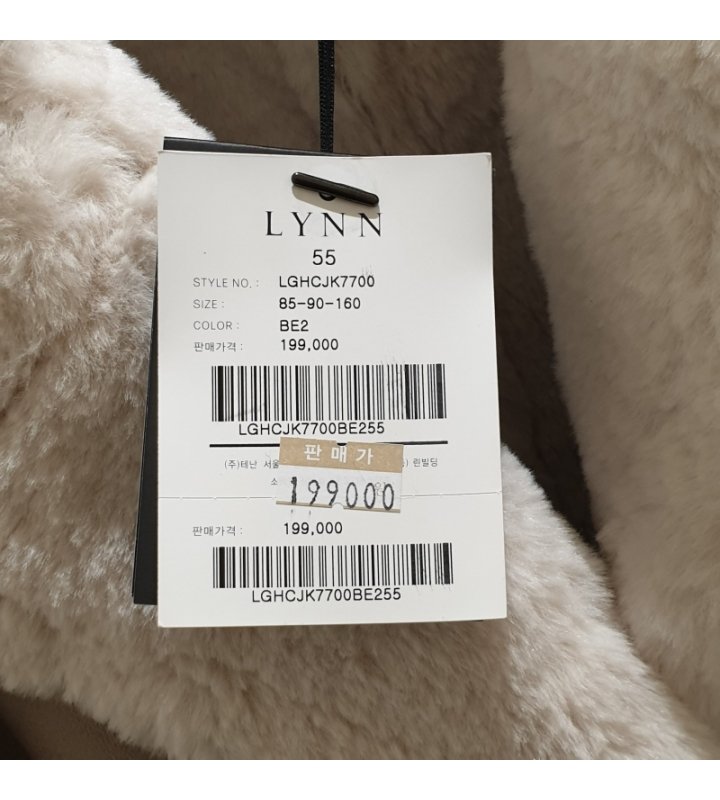 LYNN
55
STYLE NO. : LGHCJK7700
SIZE : 85-90-160
COLOR : BE2
판매가격 : 199,000
LGHCJK7700BE255
판매가
(주)테난 서울 린빌딩
199000
판매가격 : 199,000
LGHCJK7700BE255